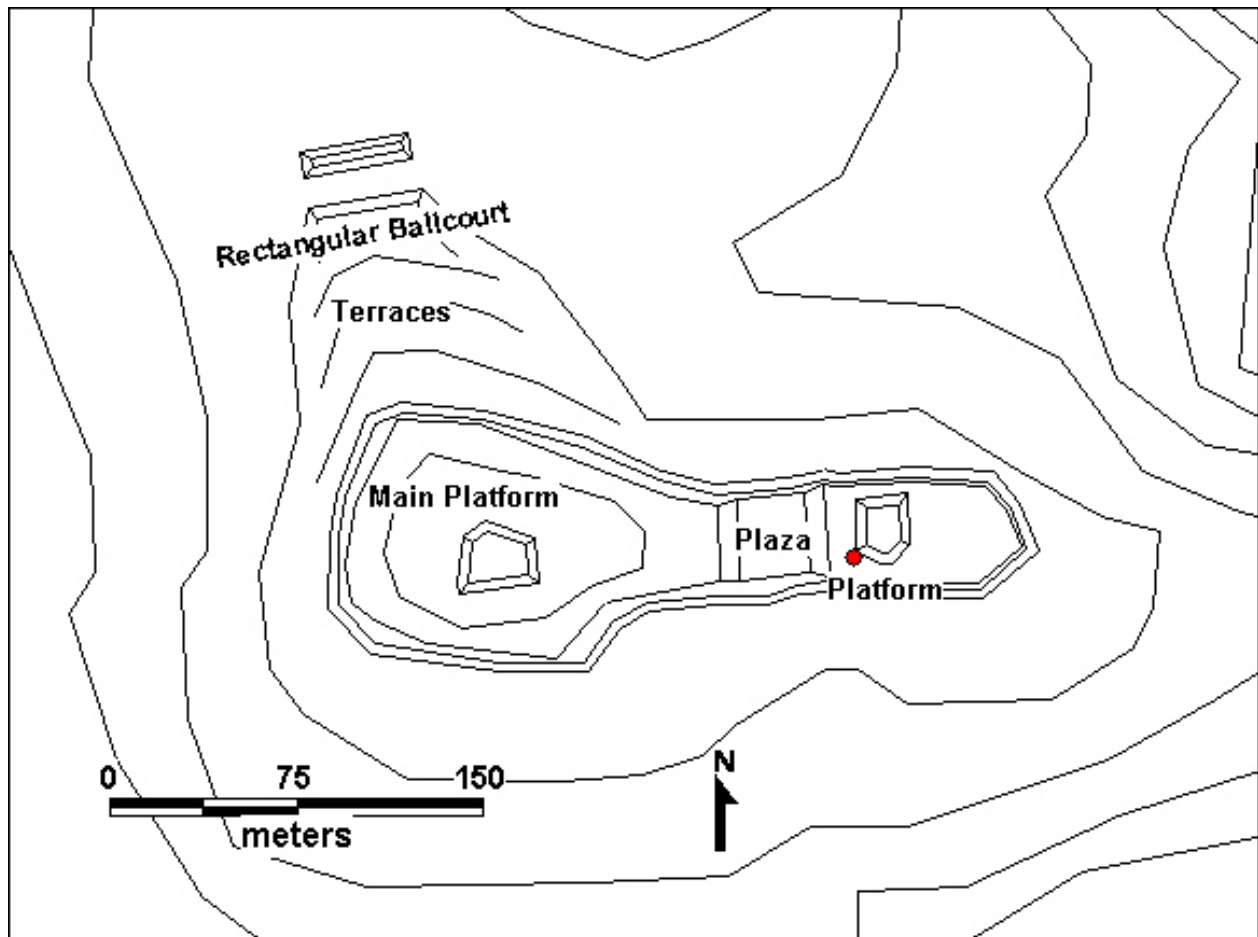 Rectangular Ballcourt
Terraces
Main Platform
Plaza
Platform
N
0 75 150
meters